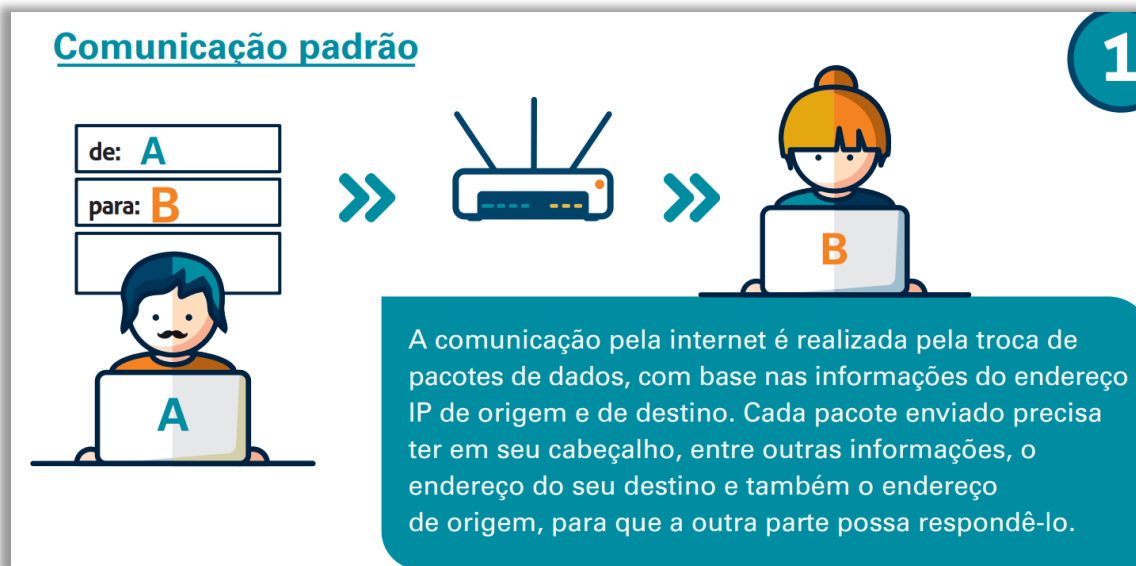 Comunicação padrão
1
de: A
para: B
A
B
A comunicação pela internet é realizada pela troca de
pacotes de dados, com base nas informações do endereço
IP de origem e de destino. Cada pacote enviado precisa
ter em seu cabeçalho, entre outras informações, o
endereço do seu destino e também o endereço
de origem, para que a outra parte possa respondê-lo.